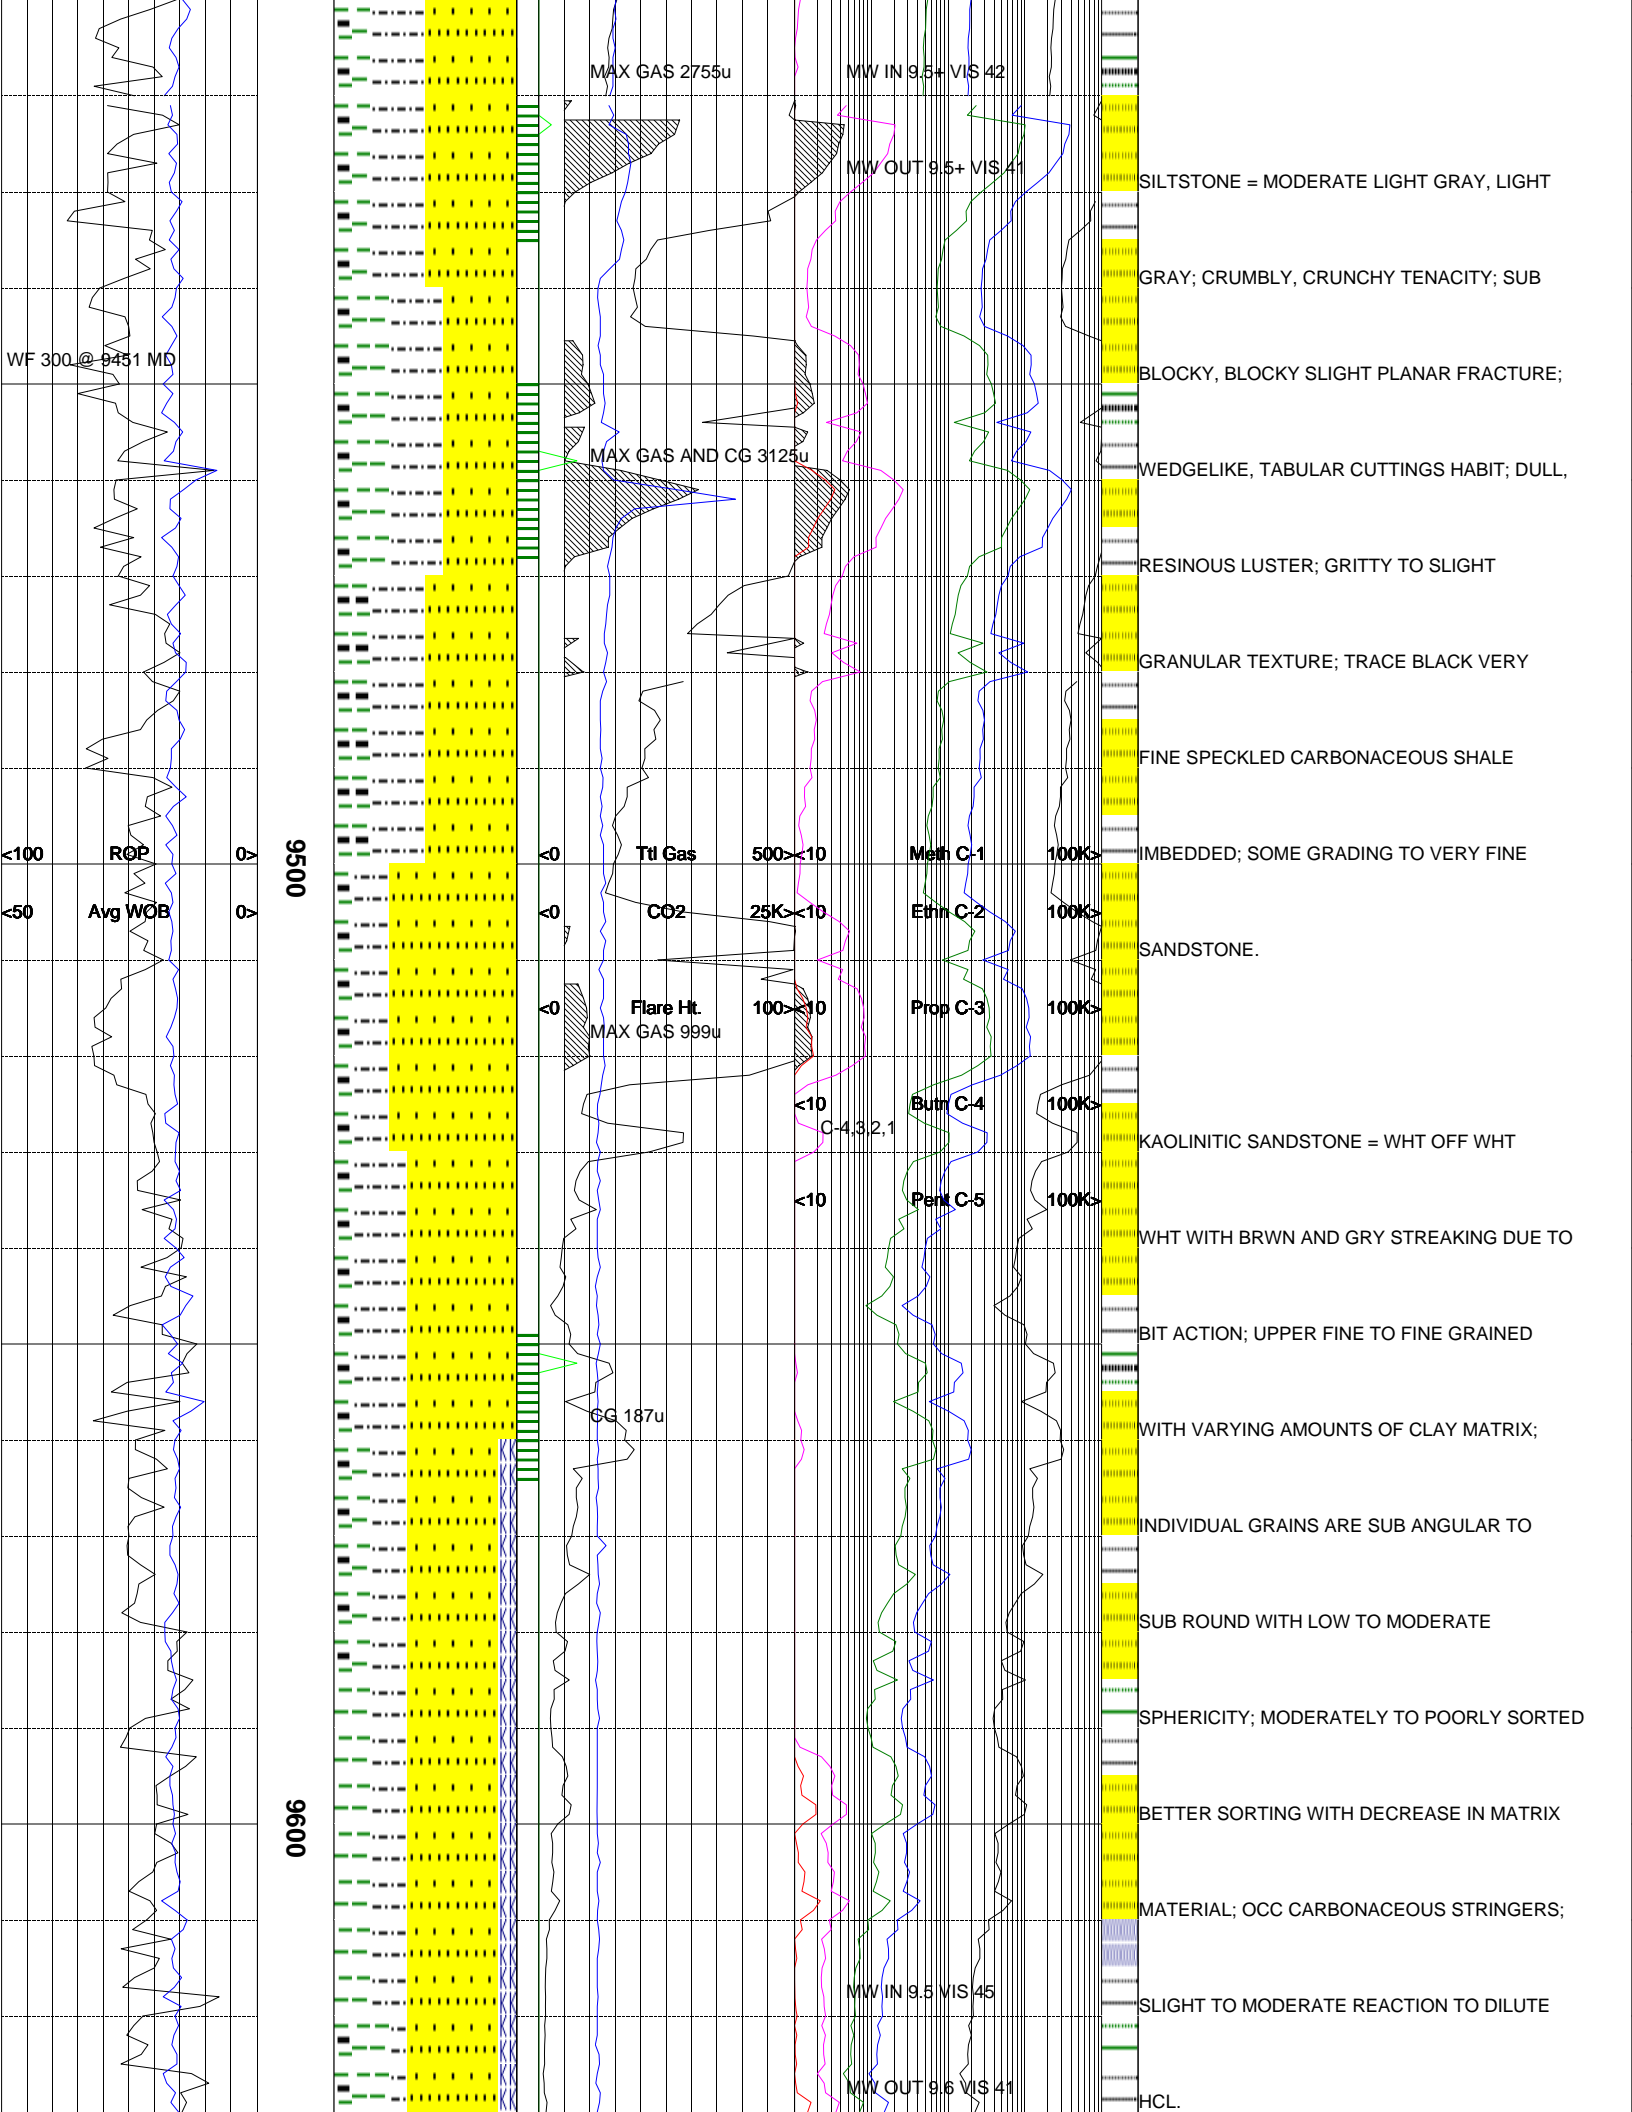 MAX GAS 2755u
MW IN 9.5+ VIS 42
MW OUT 9.5+ VIS 41
SILTSTONE = MODERATE LIGHT GRAY, LIGHT
GRAY; CRUMBLY, CRUNCHY TENACITY; SUB
WF 300 @ 9451 MD
BLOCKY, BLOCKY SLIGHT PLANAR FRACTURE;
MAX GAS AND CG 3125u
WEDGELIKE, TABULAR CUTTINGS HABIT; DULL,
RESINOUS LUSTER; GRITTY TO SLIGHT
GRANULAR TEXTURE; TRACE BLACK VERY
FINE SPECKLED CARBONACEOUS SHALE
<100 ROP 0>
9500
<0 Ttl Gas 500>
<10 Meth C-1 100K>
IMBEDDED; SOME GRADING TO VERY FINE
<50 Avg WOB 0>
<0 CO2 25K>
<10 Ethn C-2 100K>
SANDSTONE.
<0 Flare Ht. 100>
<10 Prop C-3 100K>
MAX GAS 999u
<10 Butn C-4 100K>
C-4,3,2,1
KAOLINITIC SANDSTONE = WHT OFF WHT
<10 Pent C-5 100K>
WHT WITH BRWN AND GRY STREAKING DUE TO
BIT ACTION; UPPER FINE TO FINE GRAINED
CG 187u
WITH VARYING AMOUNTS OF CLAY MATRIX;
INDIVIDUAL GRAINS ARE SUB ANGULAR TO
SUB ROUND WITH LOW TO MODERATE
SPHERICITY; MODERATELY TO POORLY SORTED
9600
BETTER SORTING WITH DECREASE IN MATRIX
MATERIAL; OCC CARBONACEOUS STRINGERS;
MW IN 9.5 VIS 45
SLIGHT TO MODERATE REACTION TO DILUTE
MW OUT 9.6 VIS 41
HCL.